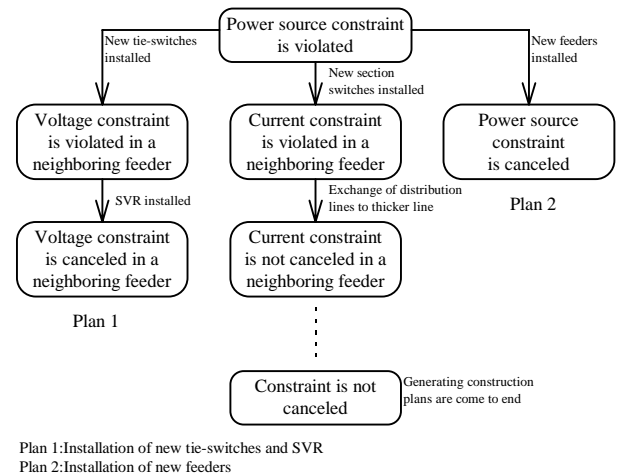 Power source constraint
is violated
New tie-switches
installed
New section
switches installed
New feeders
installed
Voltage constraint
is violated in a
neighboring feeder
Current constraint
is violated in a
neighboring feeder
Power source
constraint
is canceled
SVR installed
Exchange of distribution
lines to thicker line
Plan 2
Voltage constraint
is canceled in a
neighboring feeder
Current constraint
is not canceled in a
neighboring feeder
Plan 1
Constraint is not
canceled
Generating construction
plans are come to end
Plan 1:Installation of new tie-switches and SVR
Plan 2:Installation of new feeders